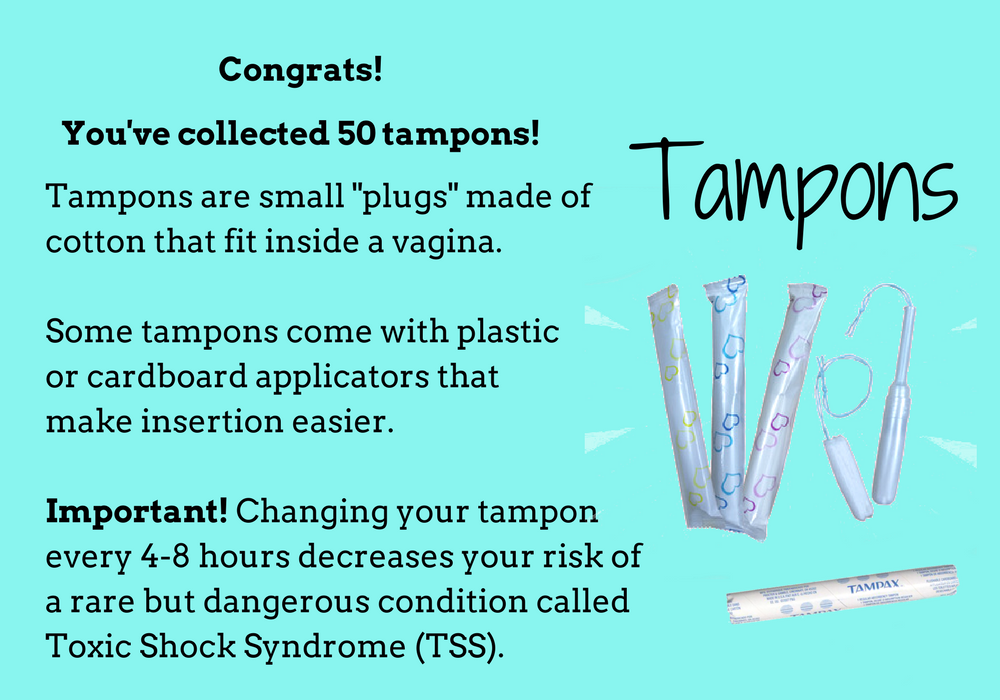 Congrats!
You've collected 50 tampons!
Tampons are small "plugs" made of
cotton that fit inside a vagina.
Some tampons come with plastic
or cardboard applicators that
make insertion easier.
Important! Changing your tampon
every 4-8 hours decreases your risk of
a rare but dangerous condition called
Toxic Shock Syndrome (TSS).
Tampons
TAMPAX